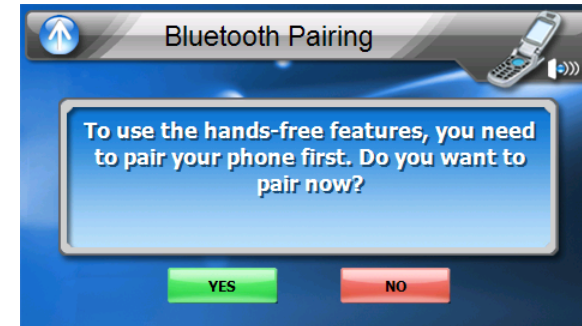 Bluetooth Pairing
To use the hands-free features, you need
to pair your phone first. Do you want to
pair now?
YES
NO